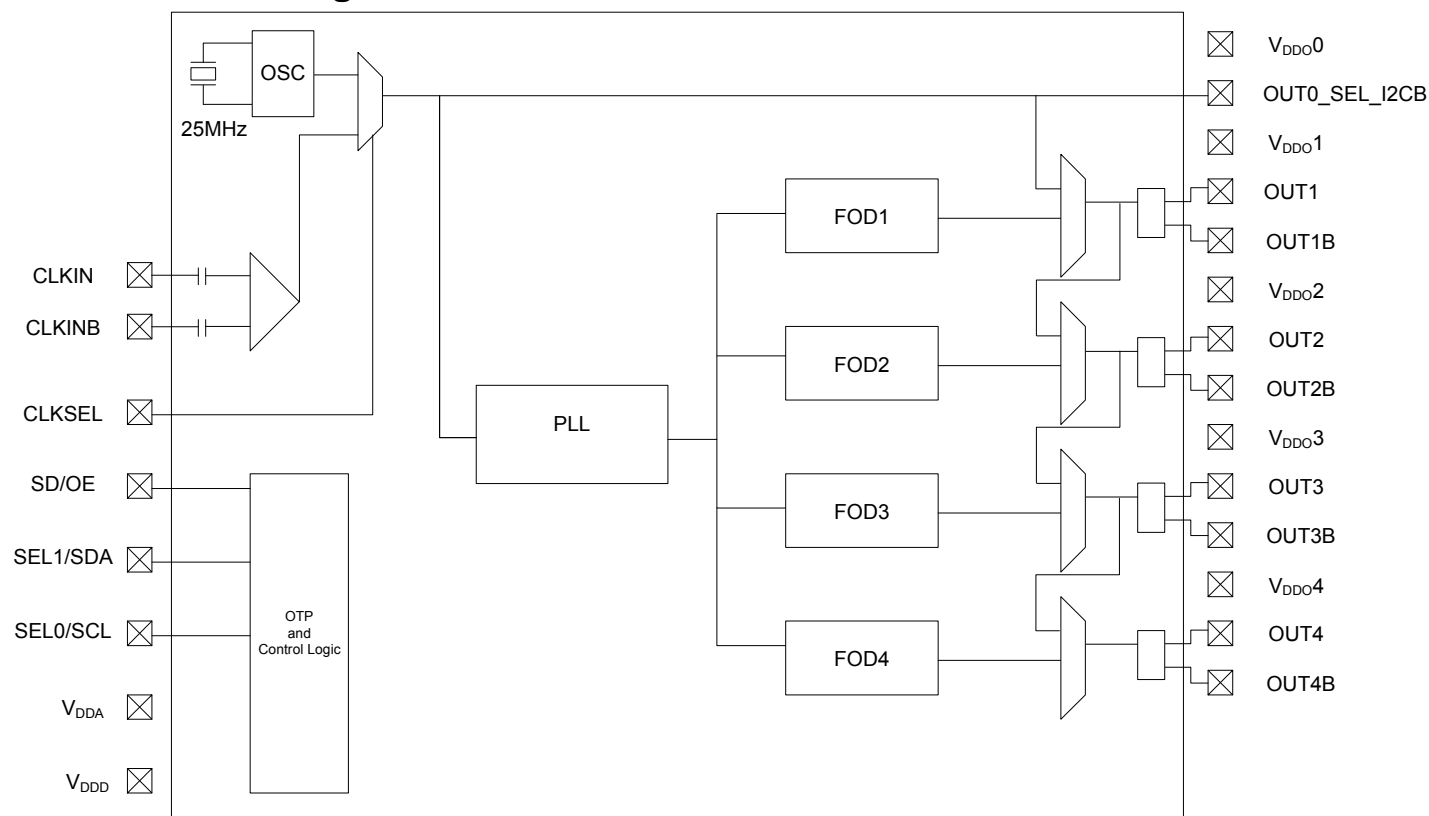 OSC
25MHz
CLKIN
CLKINB
CLKSEL
SD/OE
SEL1/SDA
SEL0/SCL
VDDA
VDDD
OTP
and
Control Logic
PLL
FOD1
FOD2
FOD3
FOD4
VDDO0
OUT0_SEL_I2CB
VDDO1
OUT1
OUT1B
VDDO2
OUT2
OUT2B
VDDO3
OUT3
OUT3B
VDDO4
OUT4
OUT4B